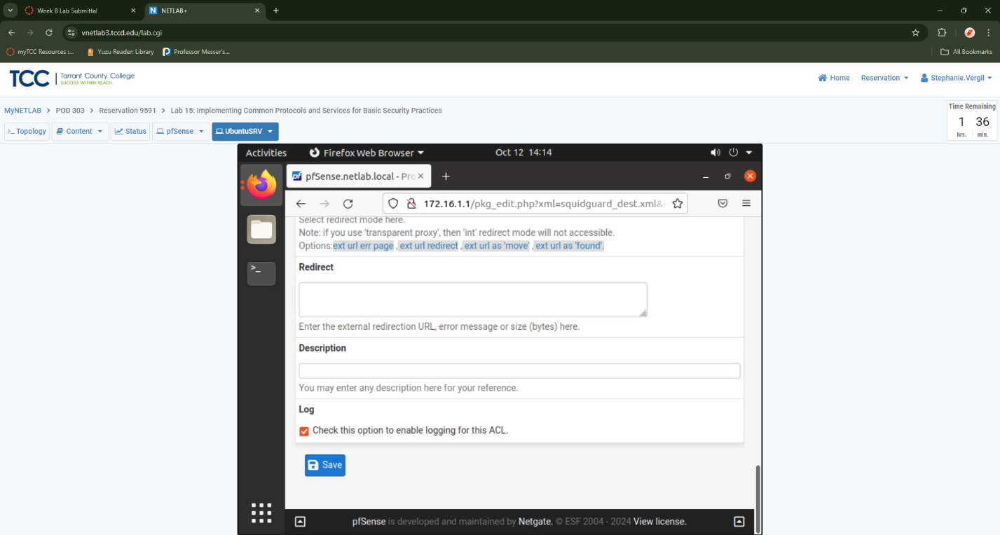 Week 8 Lab Submittal
NETLAB+
vnetlab3.tccd.edu/lab.cgi
myTCC Resources :...
Yuzu Reader: Library
Professor Messer's...
All Bookmarks
TCC
Tarrant County College
SUCCESS WITHIN REACH.
Home
Reservation
Stephanie.Vergil
MyNETLAB > POD 303 > Reservation 9591 > Lab 15: Implementing Common Protocols and Services for Basic Security Practices
Time Remaining
1 36
hrs. min.
>_ Topology
Content
Status
pfSense
UbuntuSRV
Activities
Firefox Web Browser
Oct 12 14:14
pfSense.netlab.local - Pro
172.16.1.1/pkg_edit.php?xml=squidguard_dest.xml&
Select redirect mode here.
Note: if you use 'transparent proxy', then 'int' redirect mode will not accessible.
Options:ext url err page , ext url redirect , ext url as 'move' , ext url as 'found'.
Redirect
Enter the external redirection URL, error message or size (bytes) here.
Description
You may enter any description here for your reference.
Log
Check this option to enable logging for this ACL.
Save
pfSense is developed and maintained by Netgate. © ESF 2004 - 2024 View license.